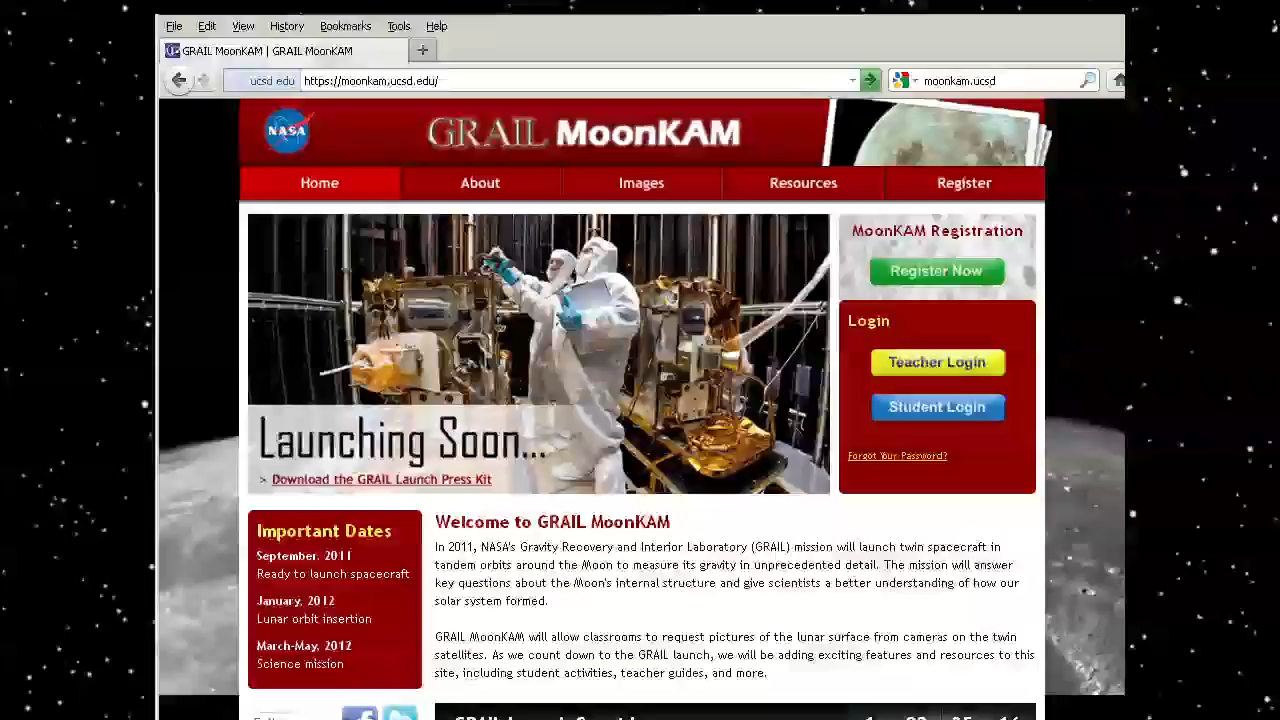 File Edit View History Bookmarks Tools Help
GRAIL MoonKAM | GRAIL MoonKAM
ucsd.edu https://moonkam.ucsd.edu/ moonkam.ucsd
NASA GRAIL MoonKAM
Home About Images Resources Register
MoonKAM Registration
Register Now
Login
Teacher Login
Student Login
Forgot Your Password?
Launching Soon...
> Download the GRAIL Launch Press Kit
Important Dates
September, 2011
Ready to launch spacecraft
January, 2012
Lunar orbit insertion
March-May, 2012
Science mission
Welcome to GRAIL MoonKAM
In 2011, NASA's Gravity Recovery and Interior Laboratory (GRAIL) mission will launch twin spacecraft in
tandem orbits around the Moon to measure its gravity in unprecedented detail. The mission will answer
key questions about the Moon's internal structure and give scientists a better understanding of how our
solar system formed.
GRAIL MoonKAM will allow classrooms to request pictures of the lunar surface from cameras on the twin
satellites. As we count down to the GRAIL launch, we will be adding exciting features and resources to this
site, including student activities, teacher guides, and more.